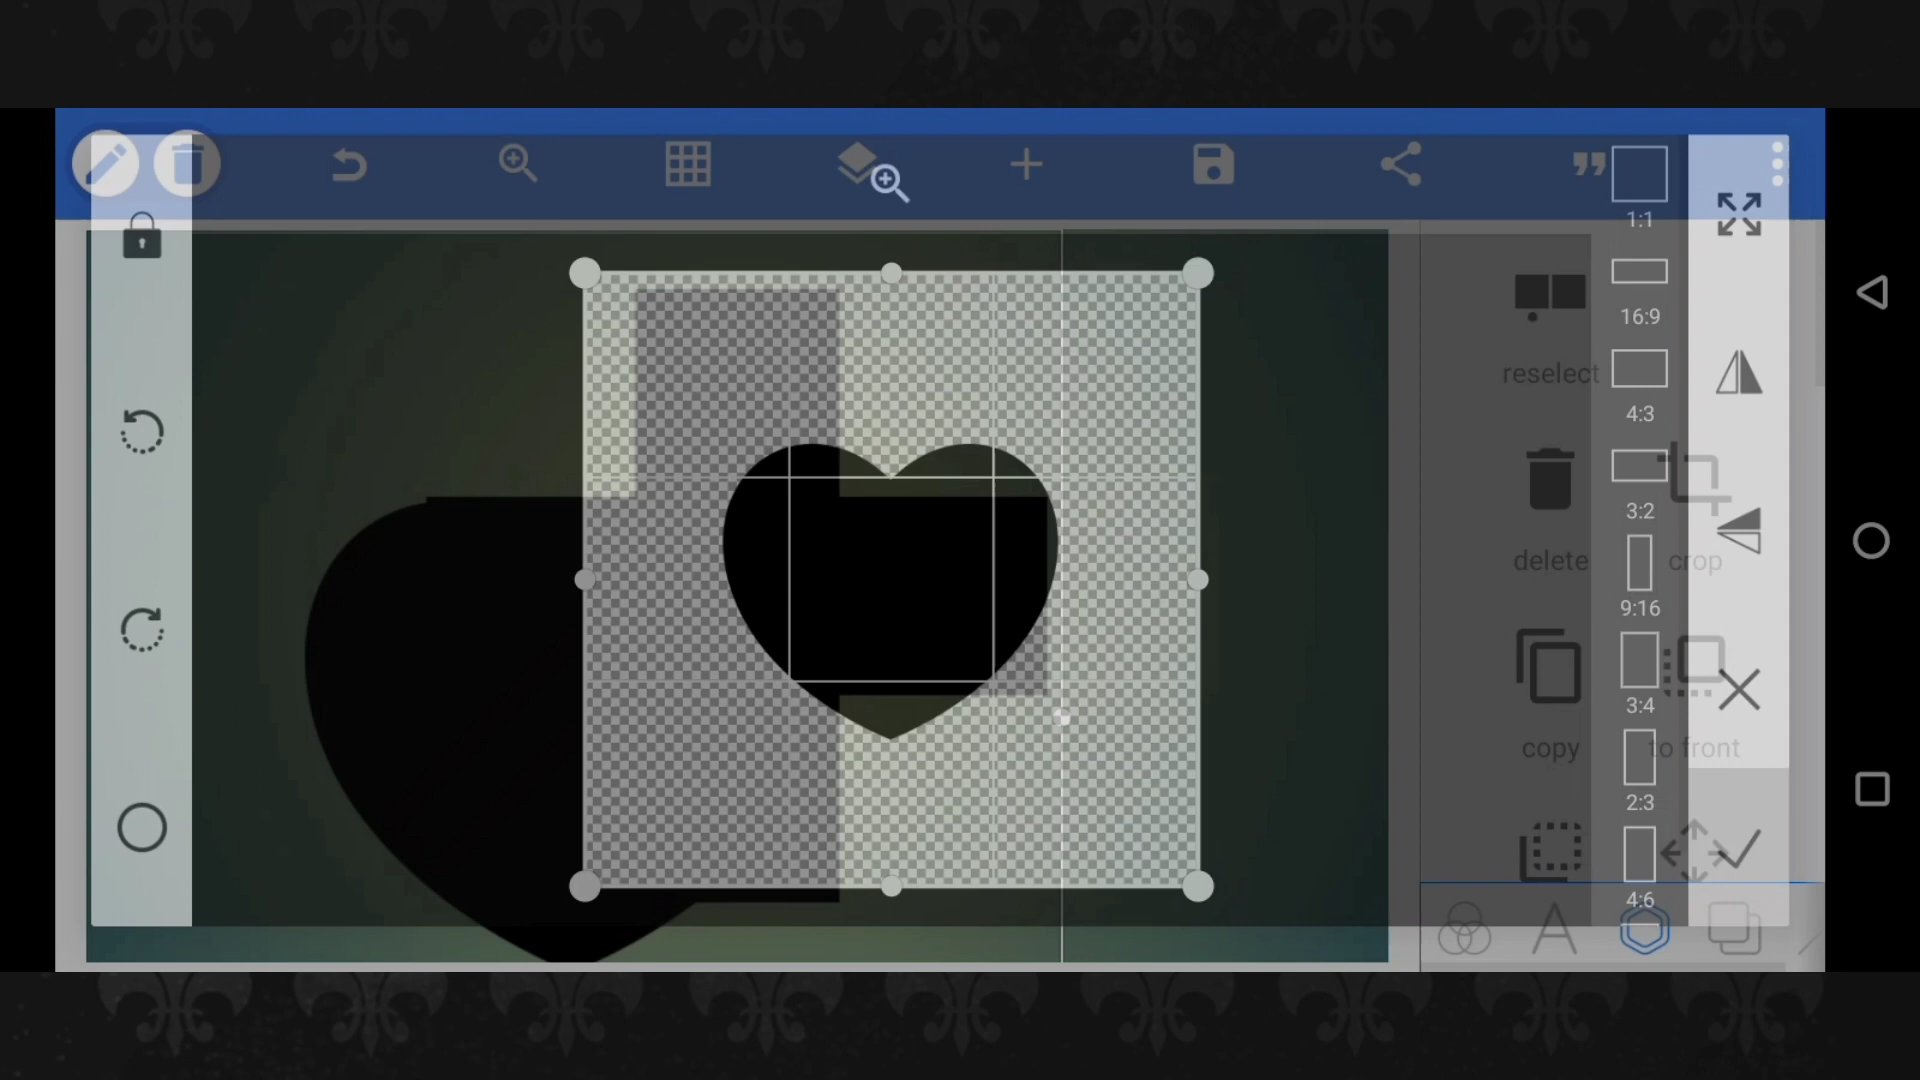 1:1
16:9
reselect
4:3
3:2
delete
crop
9:16
3:4
copy
to front
2:3
4:6
A